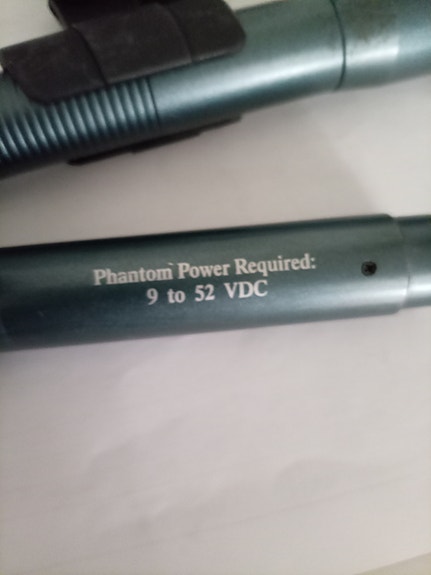 Phantom Power Required:
9 to 52 VDC